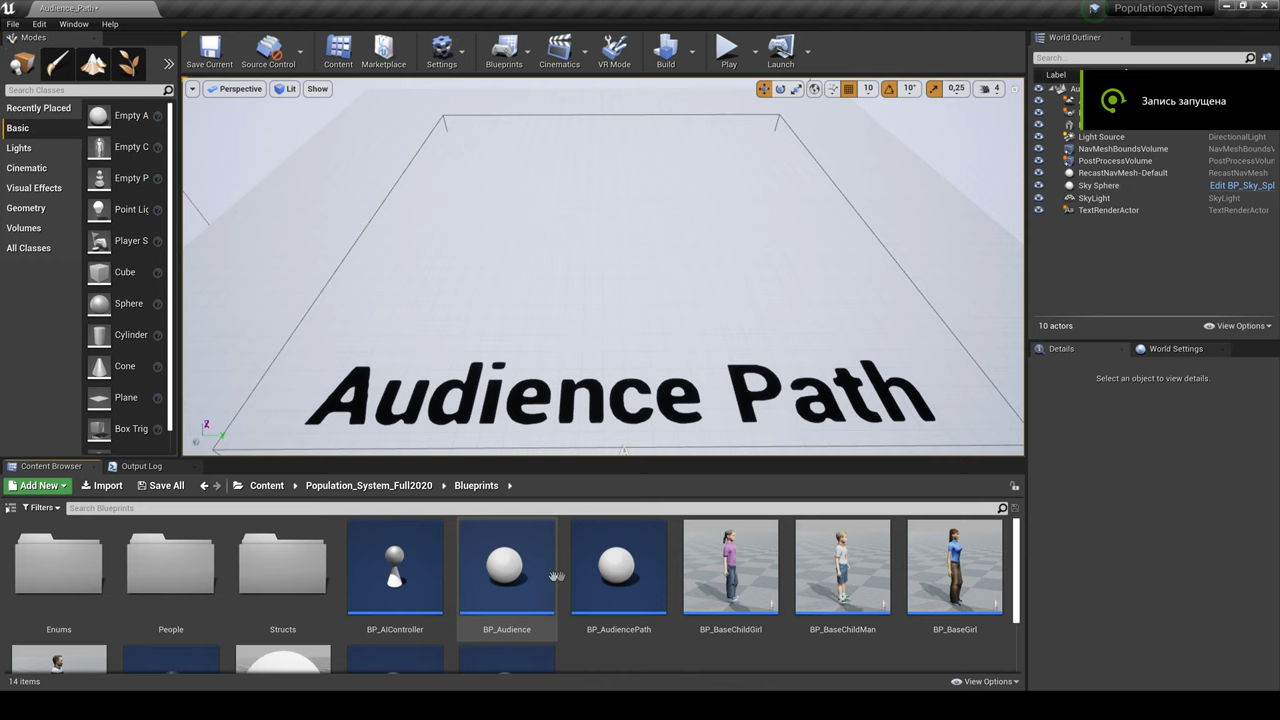 Audience_Path*
PopulationSystem
File Edit Window Help
Modes
Save Current
Source Control
Content
Marketplace
Settings
Blueprints
Cinematics
VR Mode
Build
Play
Launch
World Outliner
Search Classes
Perspective
Lit
Show
10
10°
0,25
4
Search...
Label
Запись запущена
Recently Placed
Basic
Lights
Cinematic
Visual Effects
Geometry
Volumes
All Classes
Empty A
Empty C
Empty P
Point Lig
Player S
Cube
Sphere
Cylinder
Cone
Plane
Box Trig
Light Source DirectionalLight
NavMeshBoundsVolume NavMeshBoundsV
PostProcessVolume PostProcessVolu
RecastNavMesh-Default RecastNavMesh
Sky Sphere Edit BP_Sky_Sp
SkyLight SkyLight
TextRenderActor TextRenderActor
10 actors
View Options
Details
World Settings
Select an object to view details.
Audience Path
Z
Y
Content Browser
Output Log
Add New
Import
Save All
Content
Population_System_Full2020
Blueprints
Filters
Search Blueprints
Enums
People
Structs
BP_AIController
BP_Audience
BP_AudiencePath
BP_BaseChildGirl
BP_BaseChildMan
BP_BaseGirl
14 items
View Options